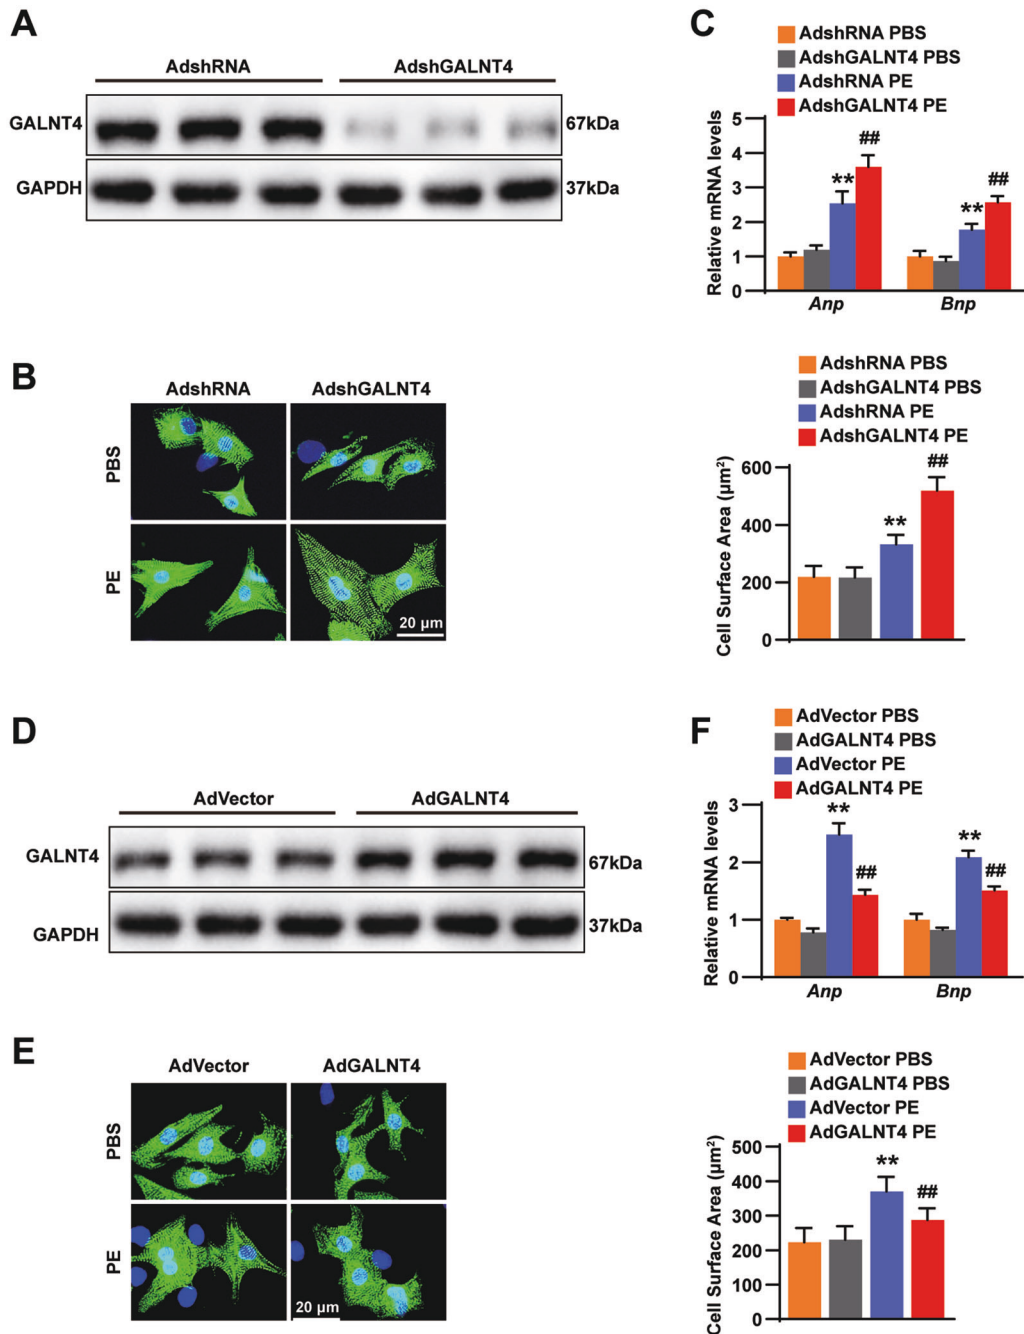 A
AdshRNA AdshGALNT4
GALNT4 67kDa
GAPDH 37kDa
C
AdshRNA PBS
AdshGALNT4 PBS
AdshRNA PE
AdshGALNT4 PE
Relative mRNA levels
5
4
3
2
1
0
** ## ** ##
Anp Bnp
B
AdshRNA AdshGALNT4
PBS
PE
20 μm
AdshRNA PBS
AdshGALNT4 PBS
AdshRNA PE
AdshGALNT4 PE
Cell Surface Area (μm²)
600
400
200
0
** ##
D
AdVector AdGALNT4
GALNT4 67kDa
GAPDH 37kDa
F
AdVector PBS
AdGALNT4 PBS
AdVector PE
AdGALNT4 PE
Relative mRNA levels
3
2
1
0
** ## ** ##
Anp Bnp
E
AdVector AdGALNT4
PBS
PE
20 μm
AdVector PBS
AdGALNT4 PBS
AdVector PE
AdGALNT4 PE
Cell Surface Area (μm²)
500
400
300
200
100
0
** ##